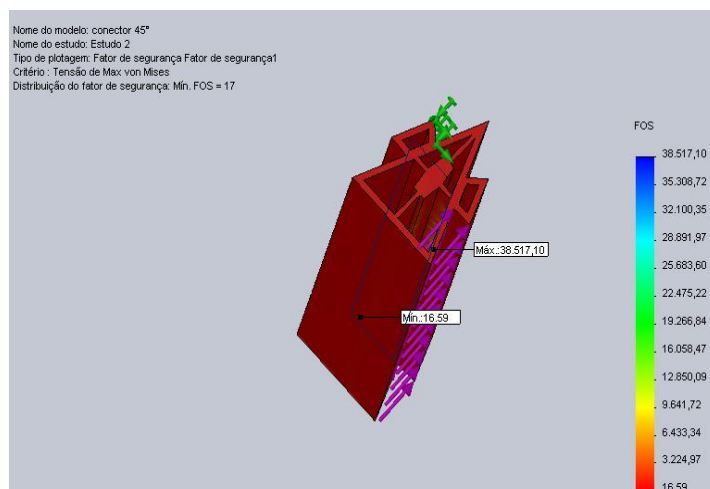 Nome do modelo: conector 45°
Nome do estudo: Estudo 2
Tipo de plotagem: Fator de segurança Fator de segurança1
Critério : Tensão de Max von Mises
Distribuição do fator de segurança: Mín. FOS = 17
FOS
38.517,10
35.308,72
32.100,35
28.891,97
25.683,60
22.475,22
19.266,84
16.058,47
12.850,09
9.641,72
6.433,34
3.224,97
16.59
Máx.:38.517,10
Mín.:16.59